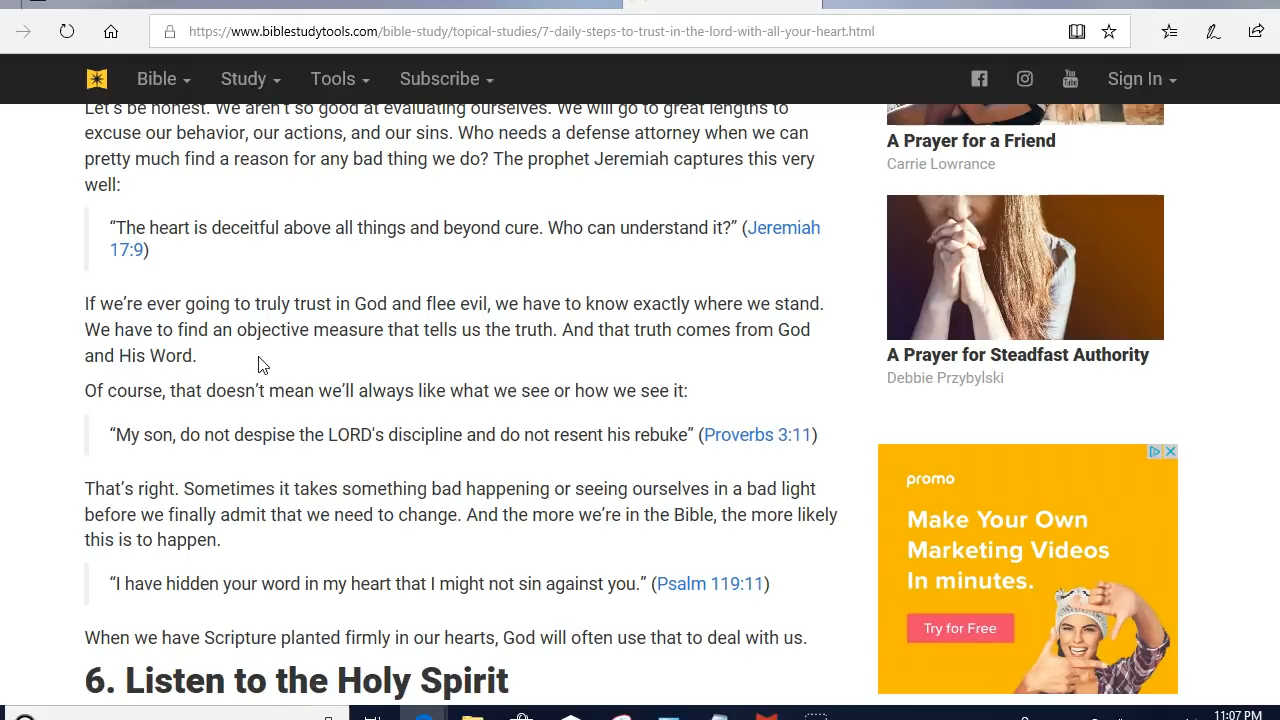 https://www.biblestudytools.com/bible-study/topical-studies/7-daily-steps-to-trust-in-the-lord-with-all-your-heart.html
Bible Study Tools Subscribe Sign In
Let's be honest. We aren't so good at evaluating ourselves. We will go to great lengths to
excuse our behavior, our actions, and our sins. Who needs a defense attorney when we can
pretty much find a reason for any bad thing we do? The prophet Jeremiah captures this very
well:
“The heart is deceitful above all things and beyond cure. Who can understand it?” (Jeremiah
17:9)
If we’re ever going to truly trust in God and flee evil, we have to know exactly where we stand.
We have to find an objective measure that tells us the truth. And that truth comes from God
and His Word.
Of course, that doesn’t mean we’ll always like what we see or how we see it:
“My son, do not despise the LORD's discipline and do not resent his rebuke” (Proverbs 3:11)
That’s right. Sometimes it takes something bad happening or seeing ourselves in a bad light
before we finally admit that we need to change. And the more we’re in the Bible, the more likely
this is to happen.
“I have hidden your word in my heart that I might not sin against you.” (Psalm 119:11)
When we have Scripture planted firmly in our hearts, God will often use that to deal with us.
6. Listen to the Holy Spirit
A Prayer for a Friend
Carrie Lowrance
A Prayer for Steadfast Authority
Debbie Przybylski
promo
Make Your Own
Marketing Videos
In minutes.
Try for Free
11:07 PM